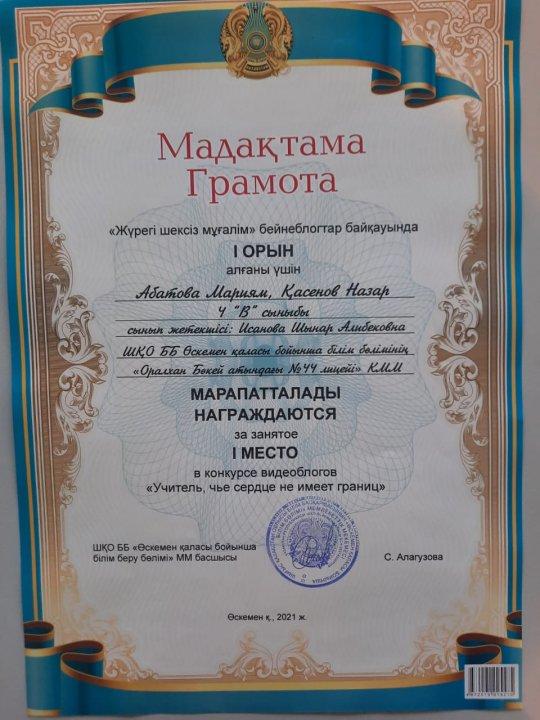 Мадақтама
Грамота
«Жүрегі шексіз мұғалім» бейнеблогтар байқауында
I ОРЫН
алғаны үшін
Абатова Мариям, Қасенов Назар
4 "В" сыныбы
сынып жетекшісі: Исанова Шынар Алибековна
ШҚО ББ Өскемен қаласы бойынша білім бөлімінің
«Оралхан Бөкей атындағы №44 лицейі» КММ
МАРАПАТТАЛАДЫ
НАГРАЖДАЮТСЯ
за занятое
I МЕСТО
в конкурсе видеоблогов
«Учитель, чье сердце не имеет границ»
ШҚО ББ «Өскемен қаласы бойынша
білім беру бөлімі» ММ басшысы
С. Алагузова
Өскемен қ., 2021 ж.